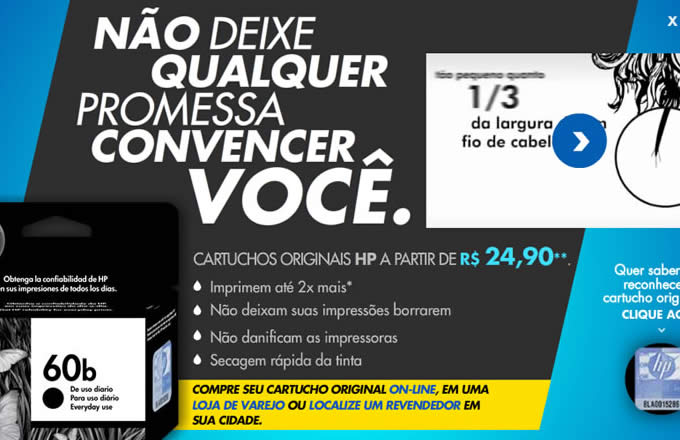 NÃO DEIXE
QUALQUER
PROMESSA
CONVENCER
VOCÊ.
X
tão pequeno quanto
1/3
da largura
fio de cabel
CARTUCHOS ORIGINAIS HP A PARTIR DE R$ 24,90**.
Imprimem até 2x mais*
Não deixam suas impressões borrarem
Não danificam as impressoras
Secagem rápida da tinta
COMPRE SEU CARTUCHO ORIGINAL ON-LINE, EM UMA
LOJA DE VAREJO OU LOCALIZE UM REVENDEDOR EM
SUA CIDADE.
Obtenga la confiabilidad de HP
en sus impresiones de todos los días.
60b
De uso diario
Para uso diário
Everyday use
Quer saber
reconhece
cartucho origi
CLIQUE AQ
hp